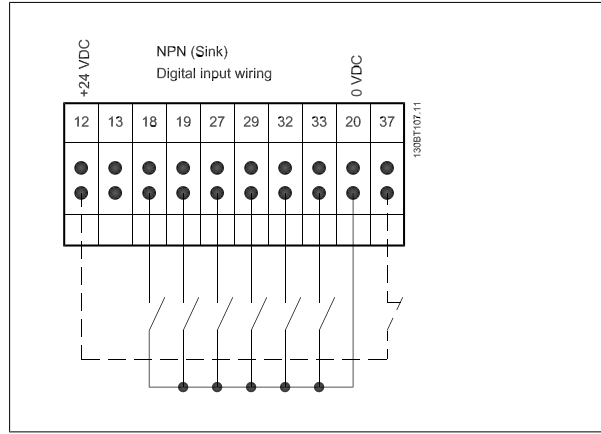 NPN (Sink)
Digital input wiring
+24 VDC
0 VDC
12 13 18 19 27 29 32 33 20 37
130BT107.11